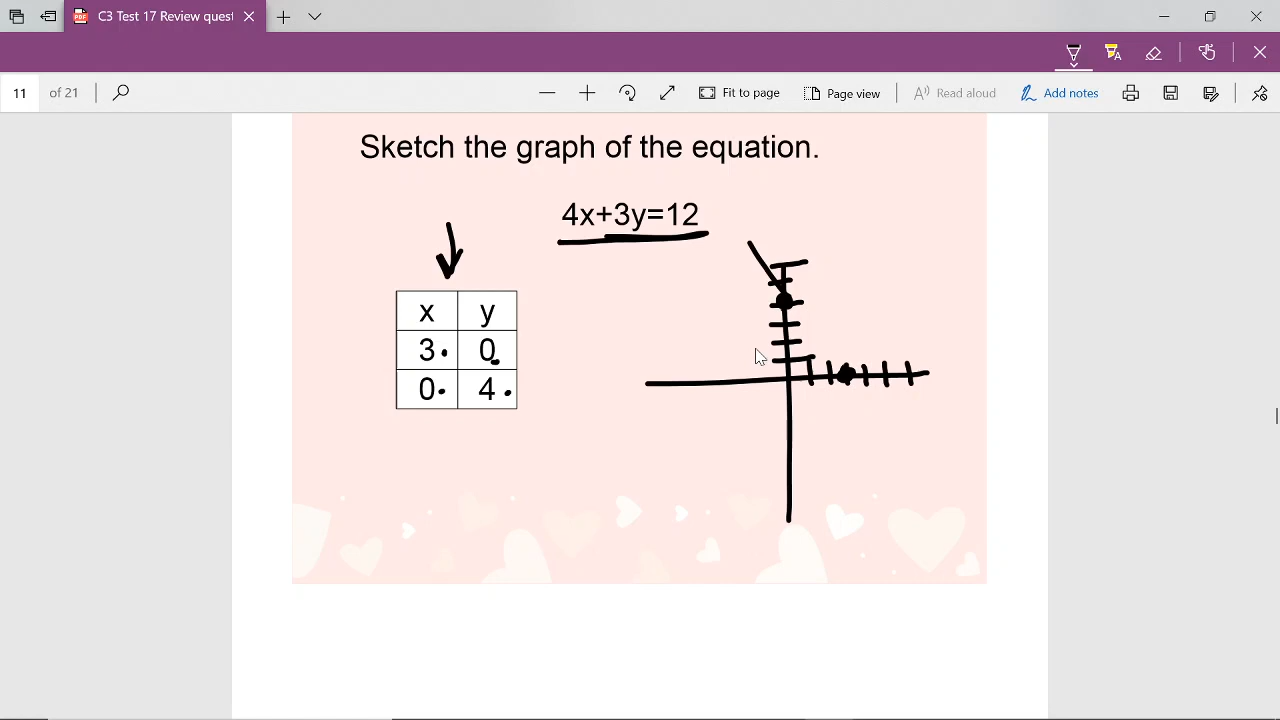 C3 Test 17 Review quest
11 of 21 Fit to page Page view Read aloud Add notes
Sketch the graph of the equation.
4x+3y=12
x y
3 0
0 4